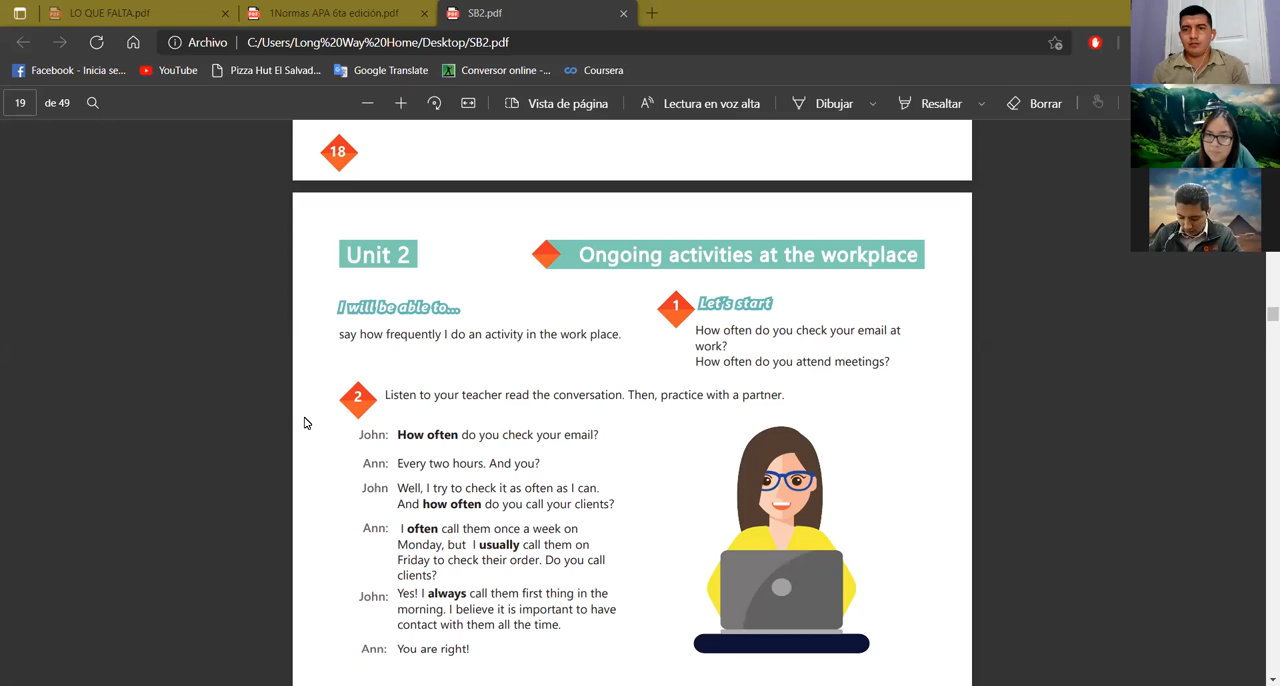 LO QUE FALTA.pdf
1Normas APA 6ta edición.pdf
SB2.pdf
Archivo
C:/Users/Long%20Way%20Home/Desktop/SB2.pdf
Facebook - Inicia se...
YouTube
Pizza Hut El Salvad...
Google Translate
Conversor online -...
Coursera
19
de 49
Vista de página
Lectura en voz alta
Dibujar
Resaltar
Borrar
18
Unit 2
Ongoing activities at the workplace
I will be able to...
say how frequently I do an activity in the work place.
1
Let's start
How often do you check your email at
work?
How often do you attend meetings?
2
Listen to your teacher read the conversation. Then, practice with a partner.
John: How often do you check your email?
Ann: Every two hours. And you?
John Well, I try to check it as often as I can.
And how often do you call your clients?
Ann: I often call them once a week on
Monday, but I usually call them on
Friday to check their order. Do you call
clients?
John: Yes! I always call them first thing in the
morning. I believe it is important to have
contact with them all the time.
Ann: You are right!